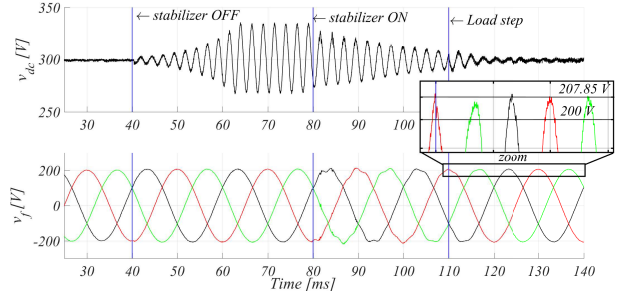 ← stabilizer OFF
← stabilizer ON
← Load step
v_dc [V]
350
300
250
30 40 50 60 70 80 90 100
207.85 V
200 V
zoom
v_f [V]
200
0
-200
30 40 50 60 70 80 90 100 110 120 130 140
Time [ms]